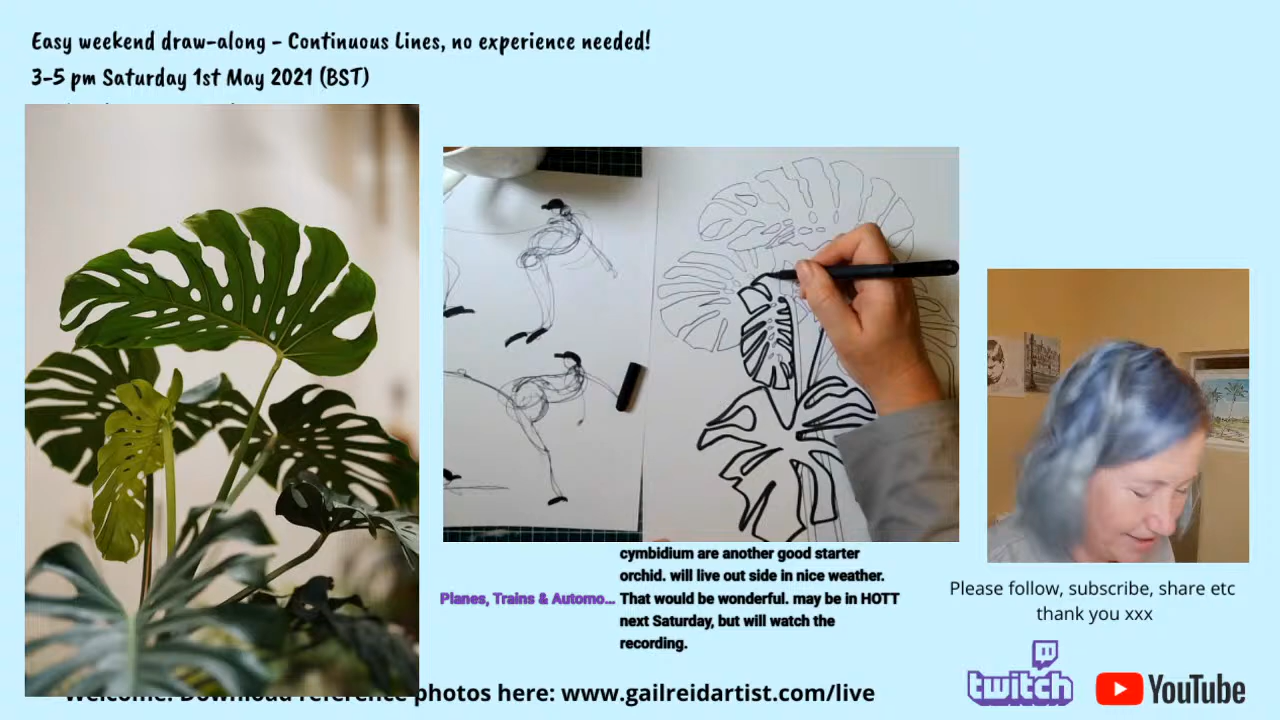 Easy weekend draw-along - Continuous Lines, no experience needed!
3-5 pm Saturday 1st May 2021 (BST)
cymbidium are another good starter
orchid. will live out side in nice weather.
Planes, Trains & Automo... That would be wonderful. may be in HOTT
next Saturday, but will watch the
recording.
Please follow, subscribe, share etc
thank you xxx
Welcome! Download reference photos here: www.gailreidartist.com/live
twitch
YouTube